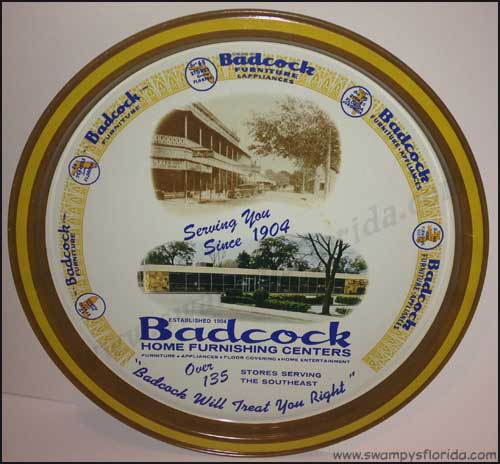 Badcock
FURNITURE
& APPLIANCES
Badcock
FURNITURE
Badcock
FURNITURE & APPLIANCES
Badcock
Badcock
FURNITURE
& APPLIANCES
Serving You
Since 1904
ESTABLISHED 1904
Badcock
HOME FURNISHING CENTERS
FURNITURE • APPLIANCES • FLOOR COVERING • HOME ENTERTAINMENT
Over
135 STORES SERVING
THE SOUTHEAST
"Badcock Will Treat You Right"
www.swampysflorida.com